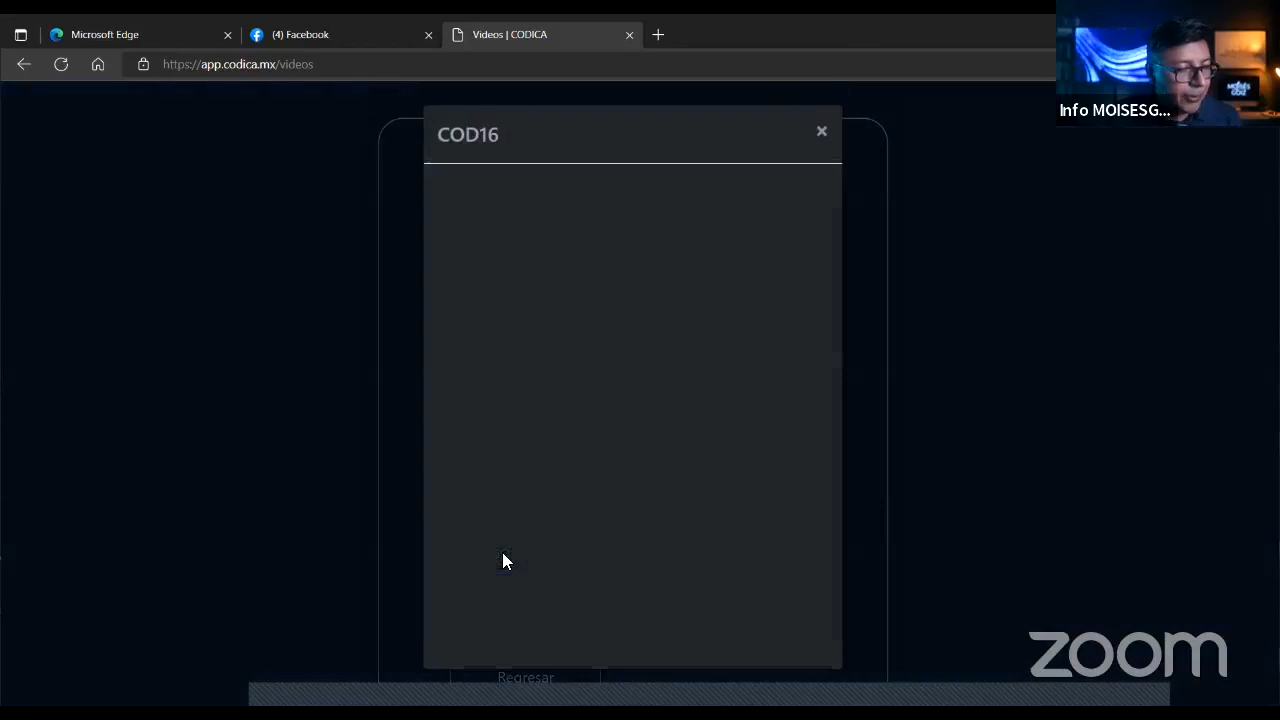 Microsoft Edge
(4) Facebook
Videos | CODICA
https://app.codica.mx/videos
Info MOISESG...
COD16
Regresar
zoom